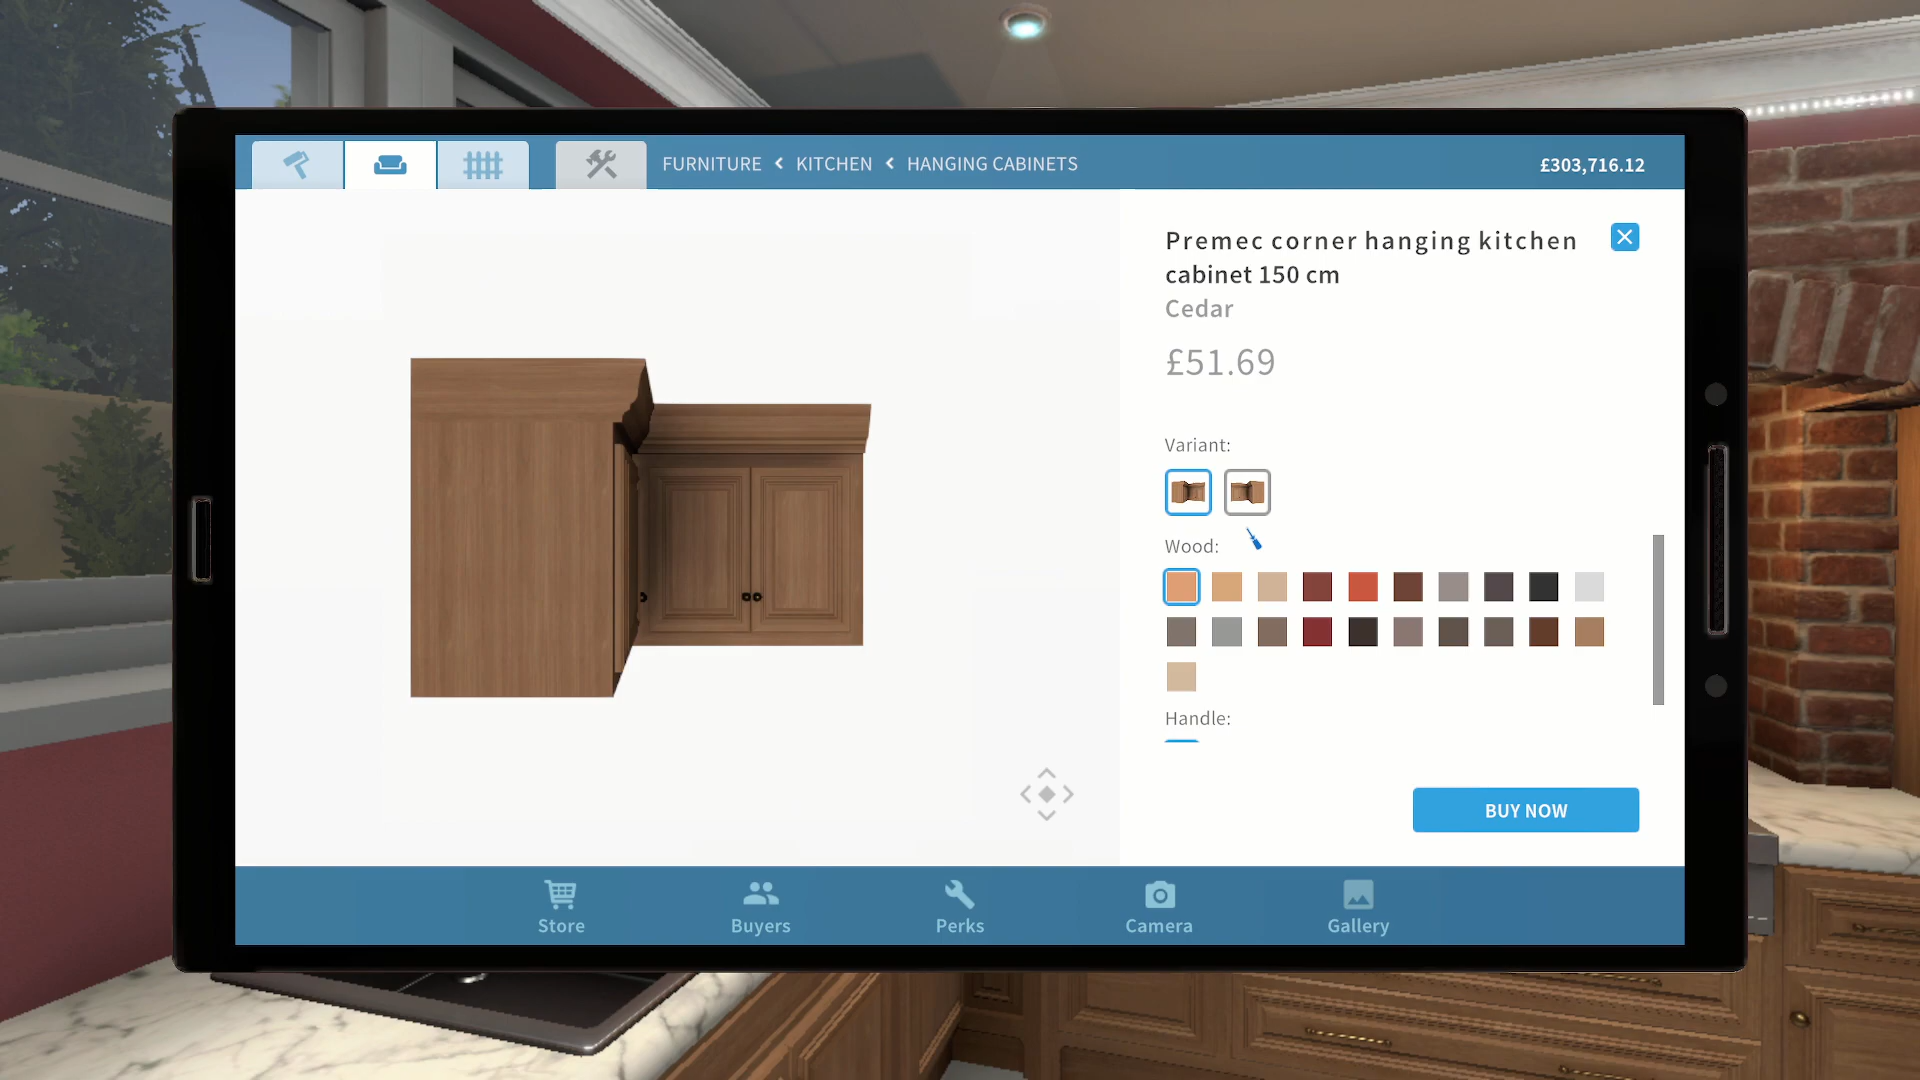 FURNITURE < KITCHEN < HANGING CABINETS
£303,716.12
Premec corner hanging kitchen
cabinet 150 cm
Cedar
£51.69
Variant:
Wood:
Handle:
BUY NOW
Store
Buyers
Perks
Camera
Gallery